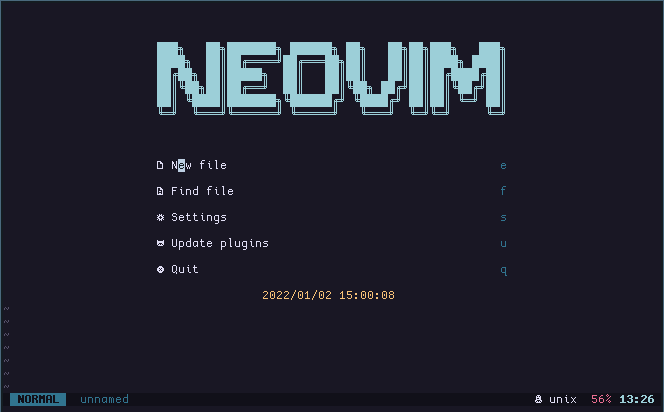 NEOVIM
New file e
Find file f
Settings s
Update plugins u
Quit q
2022/01/02 15:00:08
~
~
~
~
~
~
~
NORMAL unnamed unix 56% 13:26